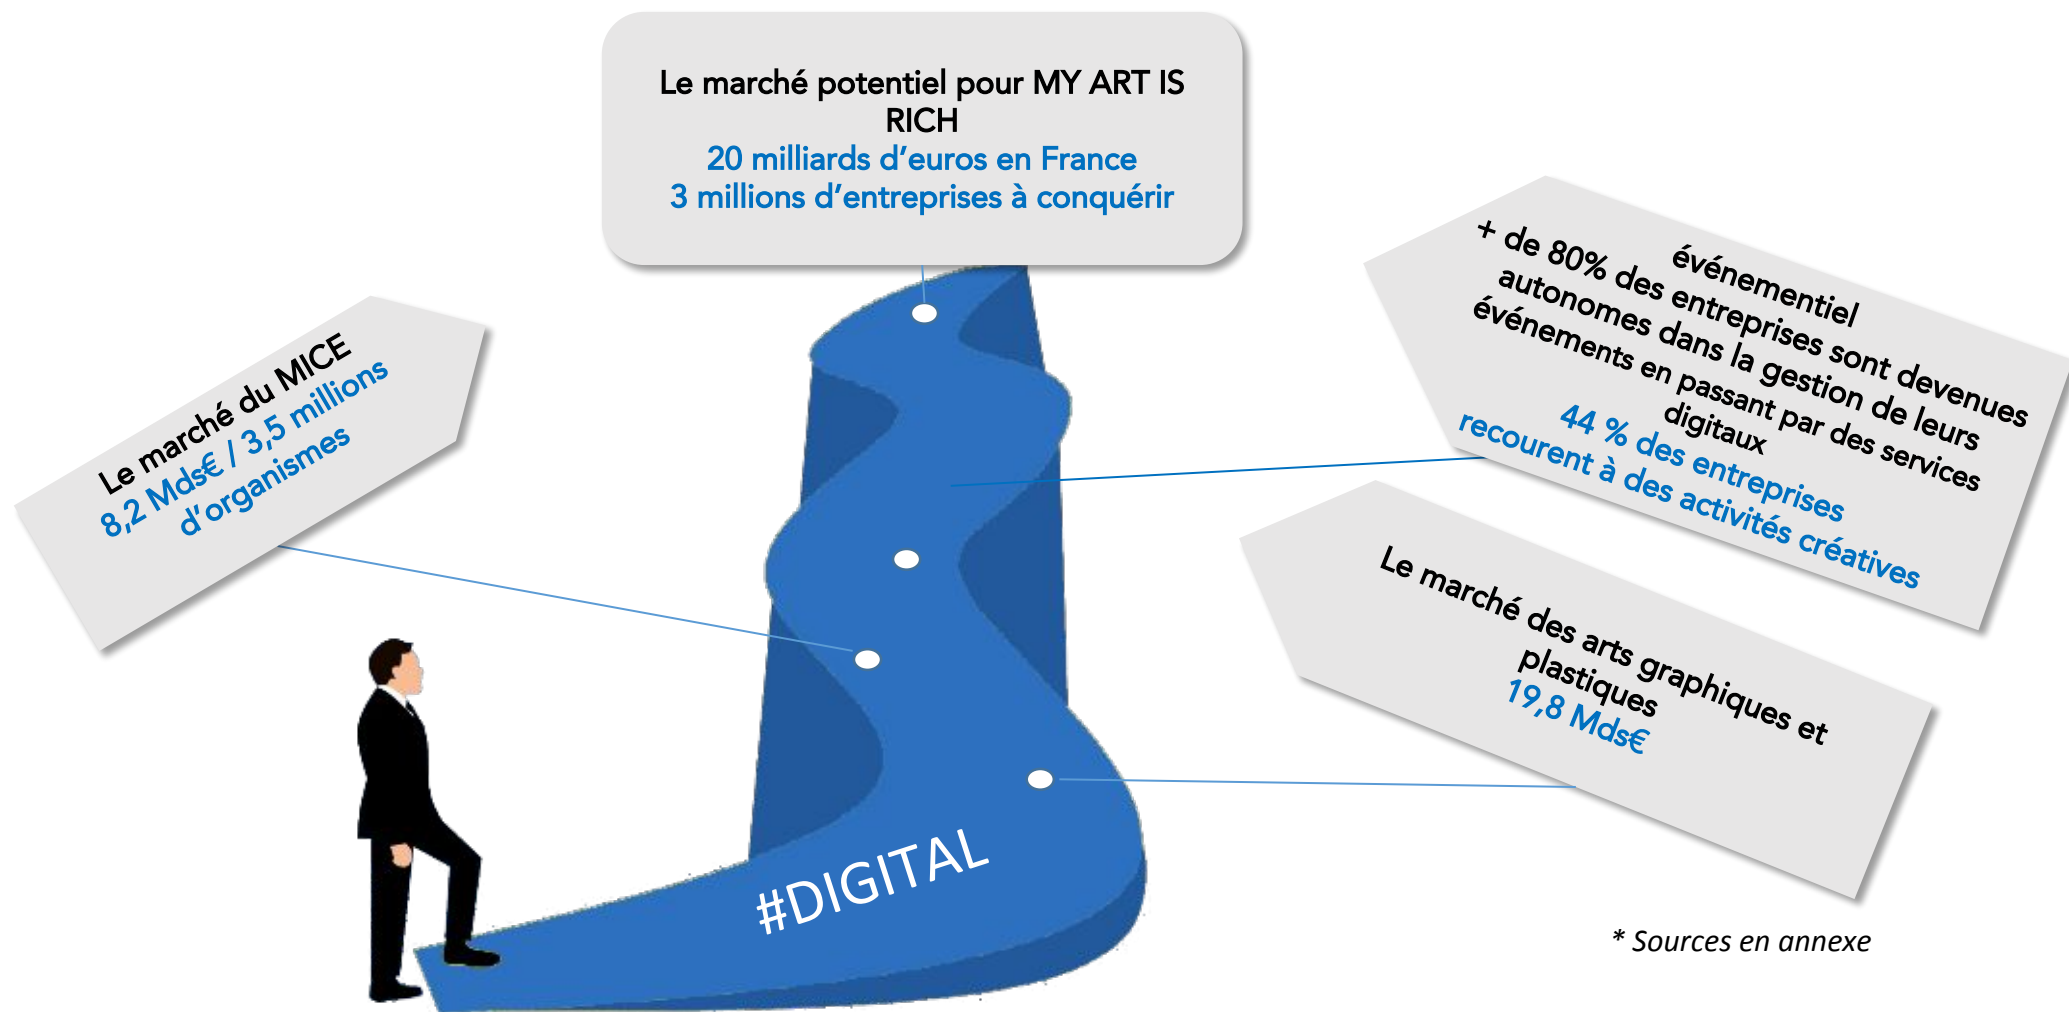 Le marché potentiel pour MY ART IS
RICH
20 milliards d’euros en France
3 millions d’entreprises à conquérir
Le marché du MICE
8,2 Mds€ / 3,5 millions
d’organismes
événementiel
+ de 80% des entreprises sont devenues
autonomes dans la gestion de leurs
événements en passant par des services
digitaux
44 % des entreprises
recourent à des activités créatives
Le marché des arts graphiques et
plastiques
19,8 Mds€
#DIGITAL
* Sources en annexe